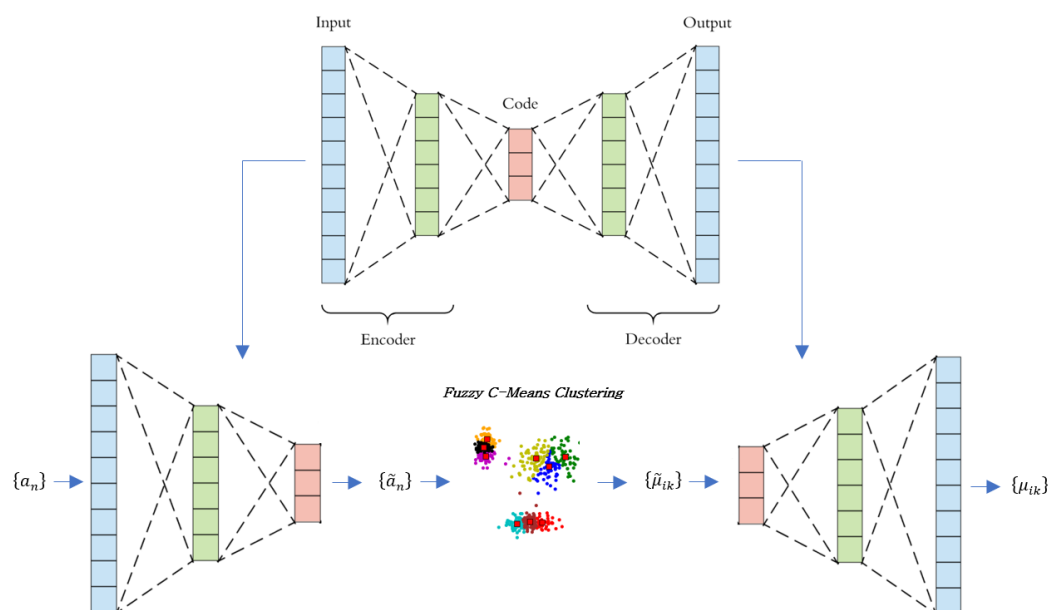 Input
Output
Code
Encoder
Decoder
Fuzzy C-Means Clustering
{aₙ}
{ãₙ}
{μ̃ᵢₖ}
{μᵢₖ}